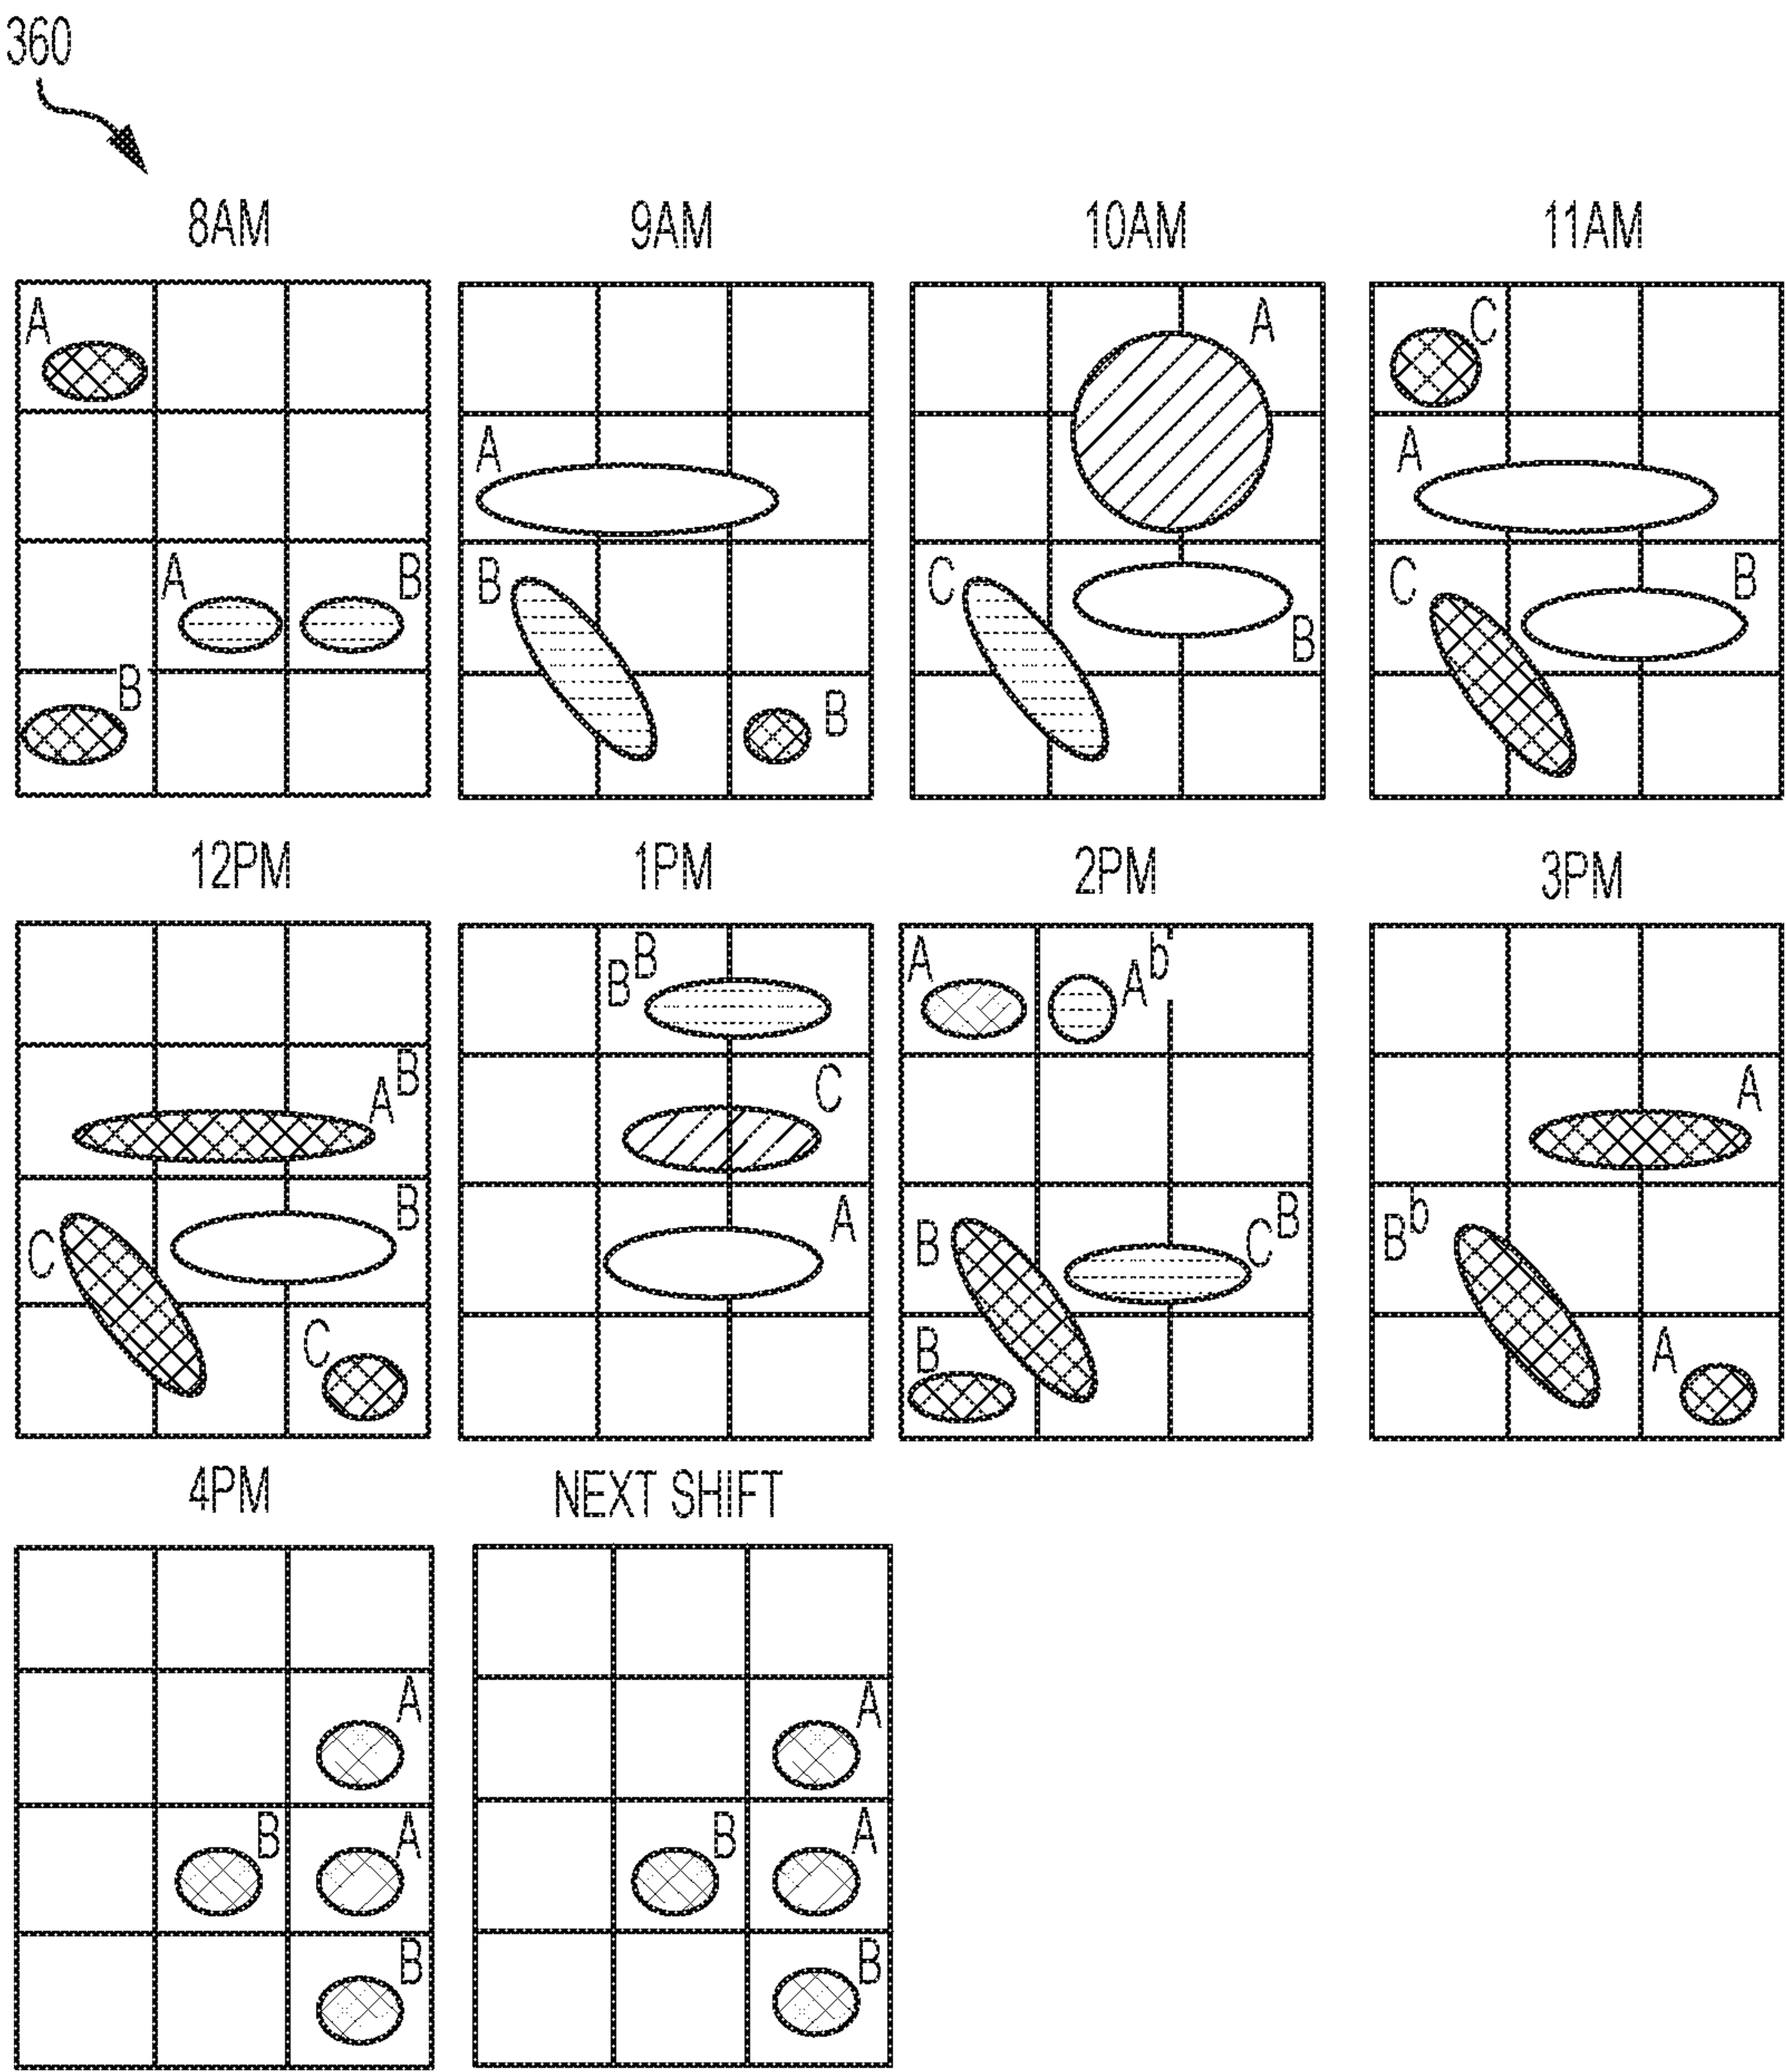 360
8AM 9AM 10AM 11AM
A A C
A A
A B B C B C B
B B
12PM 1PM 2PM 3PM
B B A A b
A B C A
C B A B C B B b
C B A
4PM NEXT SHIFT
A A
B A B A
B B